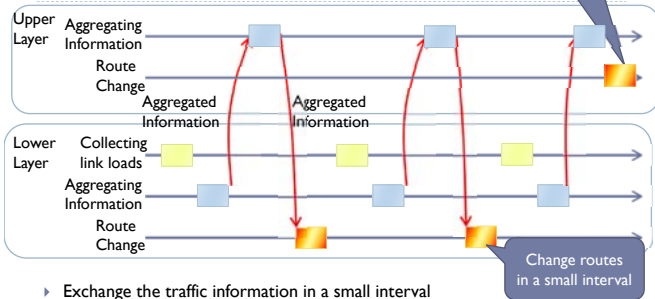 Upper
Layer
Aggregating
Information
Route
Change
Aggregated
Information
Aggregated
Information
Lower
Layer
Collecting
link loads
Aggregating
Information
Route
Change
Change routes
in a small interval
Exchange the traffic information in a small interval